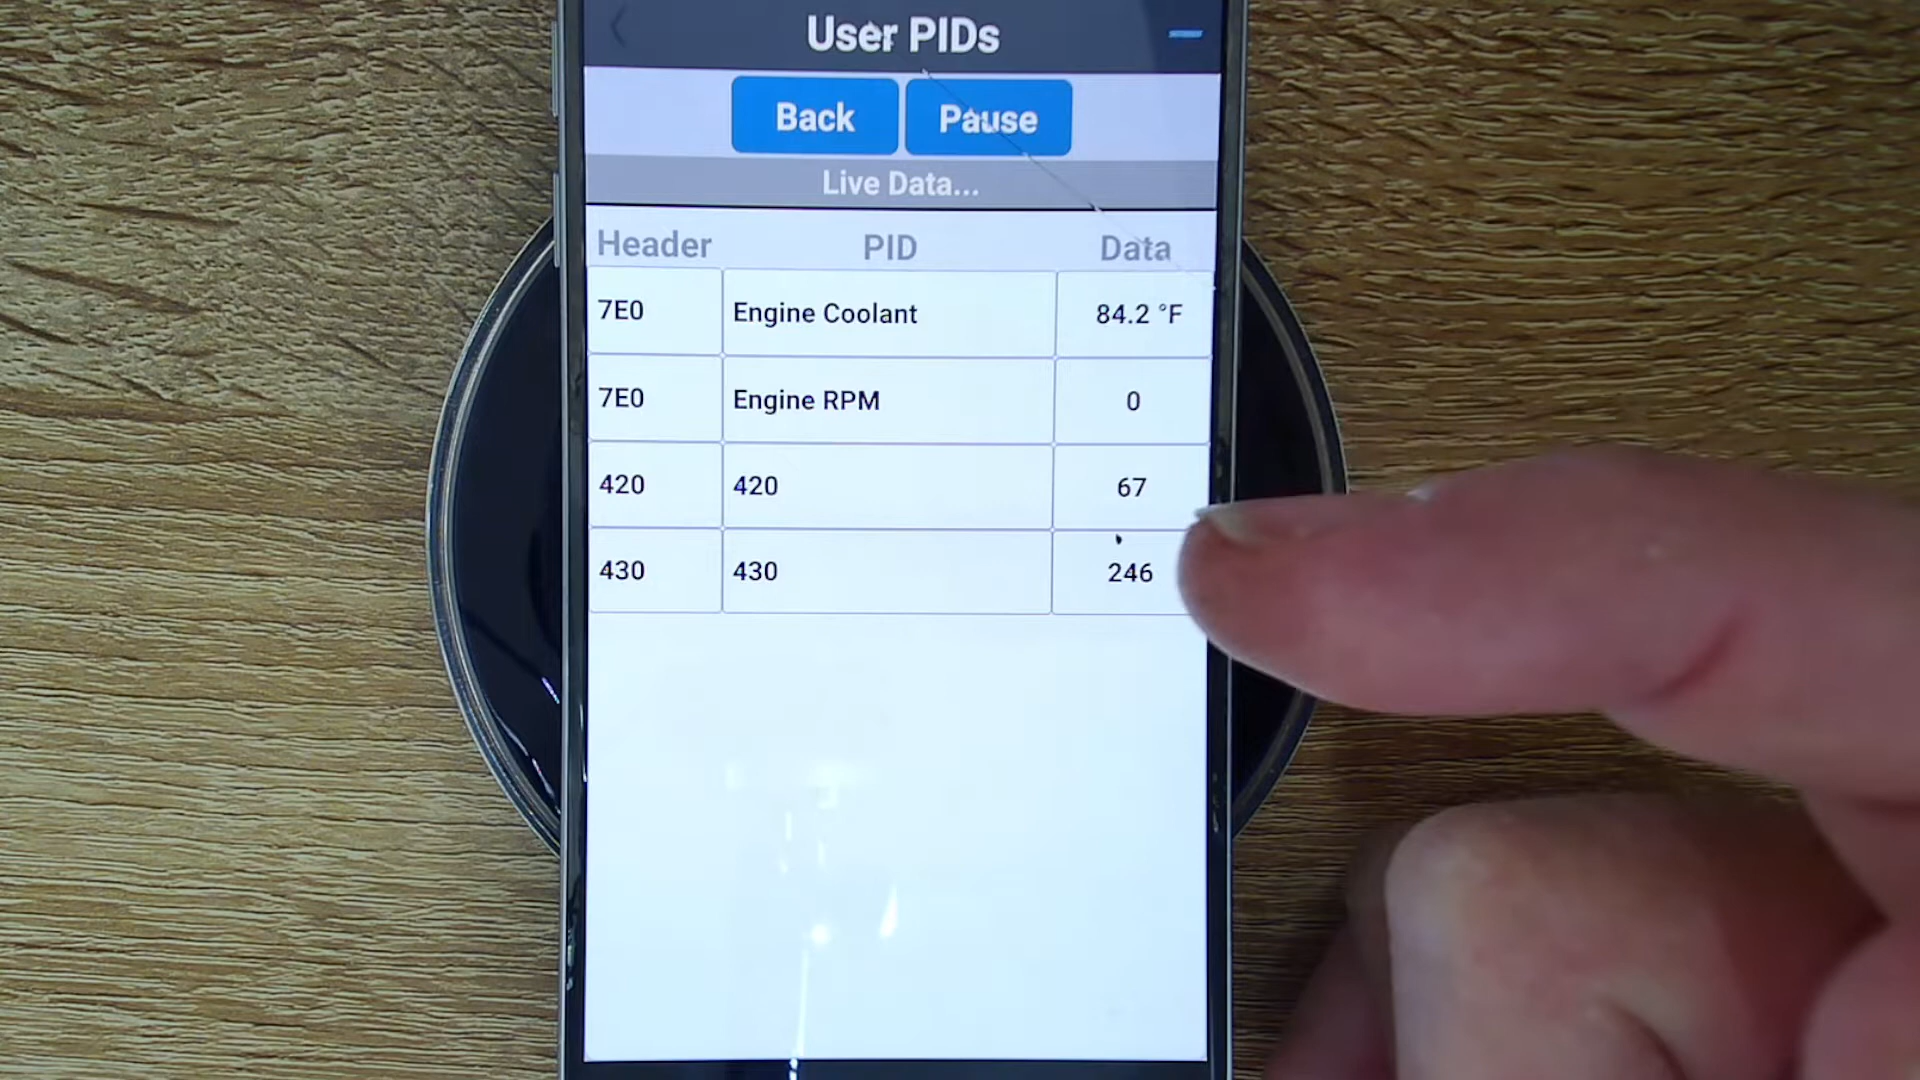 User PIDs
Back Pause
Live Data...
Header PID Data
7E0 Engine Coolant 84.2 °F
7E0 Engine RPM 0
420 420 67
430 430 246